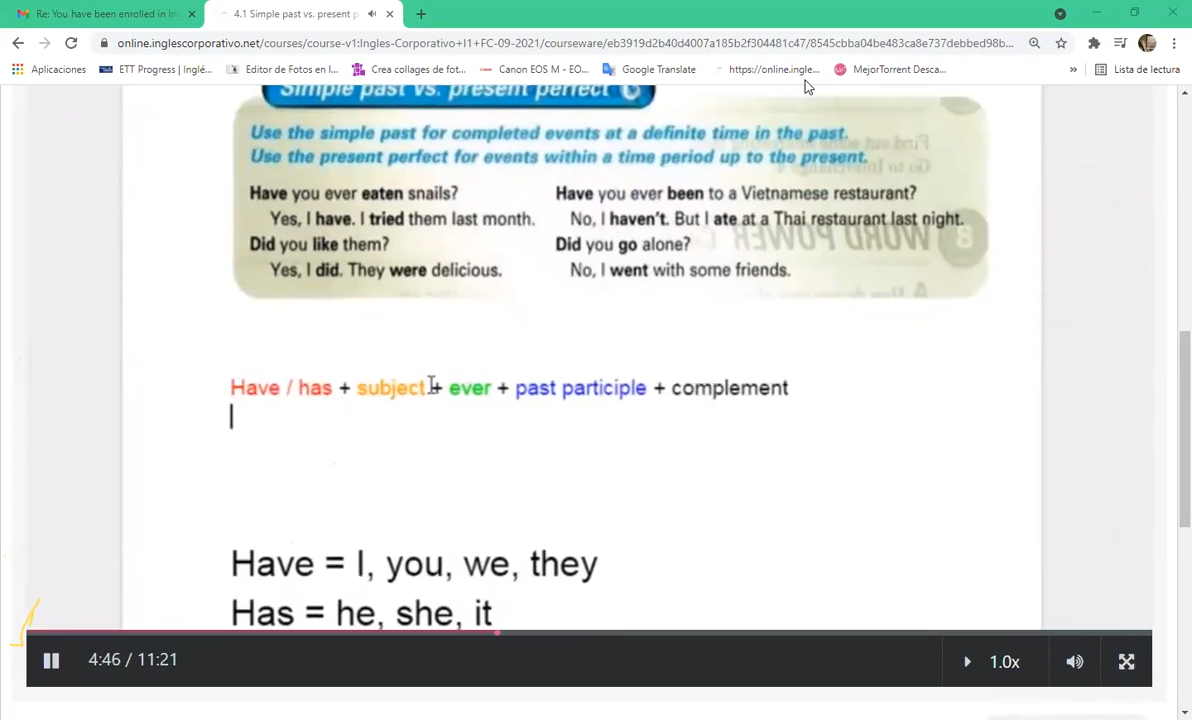 Re: You have been enrolled in In
4.1 Simple past vs. present p
online.inglescorporativo.net/courses/course-v1:Ingles-Corporativo+I1+FC-09-2021/courseware/eb3919d2b40d4007a185b2f304481c47/8545cbba04be483ca8e737debbed98b...
Aplicaciones ETT Progress | Inglé... Editor de Fotos en l... Crea collages de fot... Canon EOS M - EO... Google Translate https://online.ingle... MejorTorrent Desca... » Lista de lectura
Simple past vs. present perfect
Use the simple past for completed events at a definite time in the past.
Use the present perfect for events within a time period up to the present.
Have you ever eaten snails?
Yes, I have. I tried them last month.
Did you like them?
Yes, I did. They were delicious.
Have you ever been to a Vietnamese restaurant?
No, I haven't. But I ate at a Thai restaurant last night.
Did you go alone?
No, I went with some friends.
8 WORD POWER
Have / has + subject + ever + past participle + complement
Have = I, you, we, they
Has = he, she, it
4:46 / 11:21
1.0x